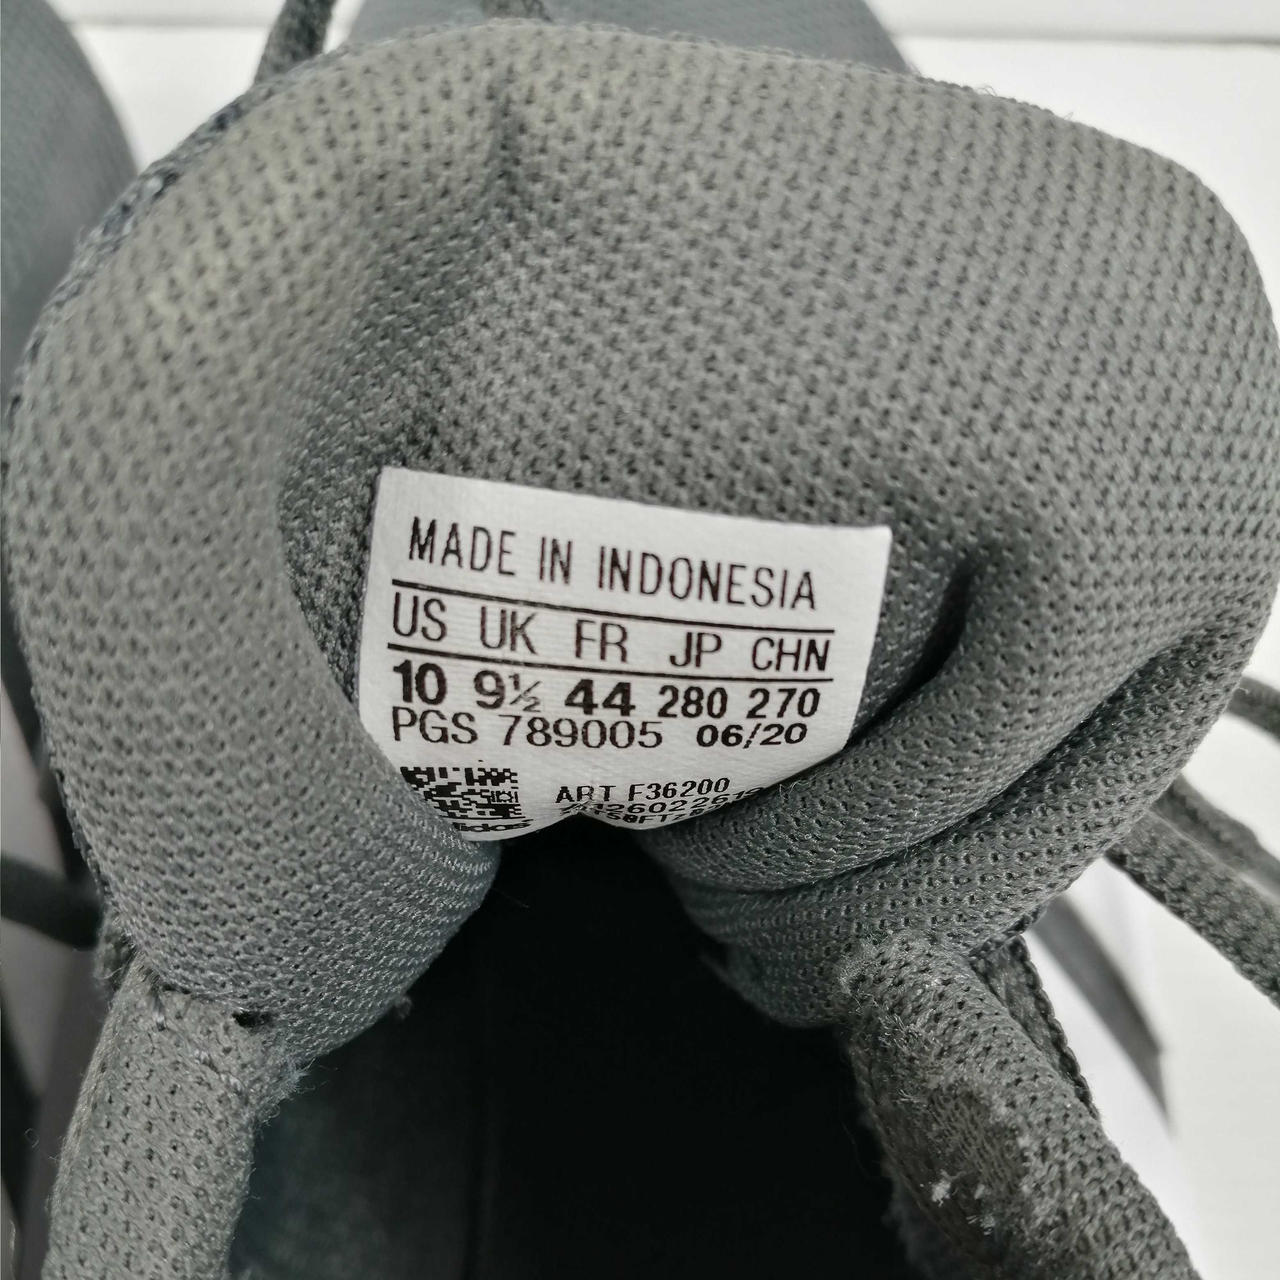 MADE IN INDONESIA
US UK FR JP CHN
10 9½ 44 280 270
PGS 789005 06/20
ART F36200